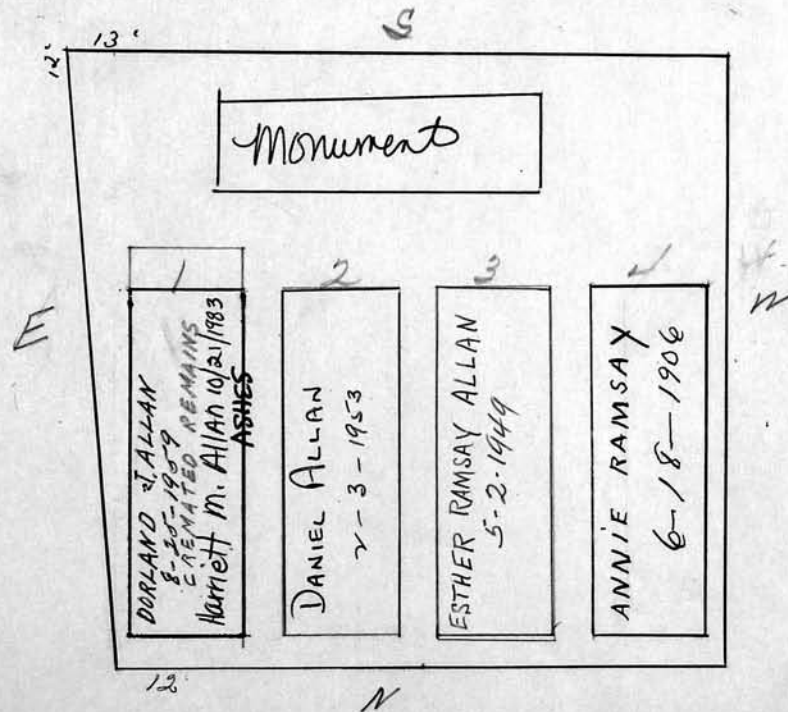 S
12'
13'
Monument
1
2
3
4
E
DORLAND J. ALLAN
8-25-1959
CREMATED REMAINS
Harriett M. Allan 10/21/1983
ASHES
DANIEL ALLAN
2-3-1953
ESTHER RAMSAY ALLAN
5-2-1949
ANNIE RAMSAY
6-18-1906
12
N